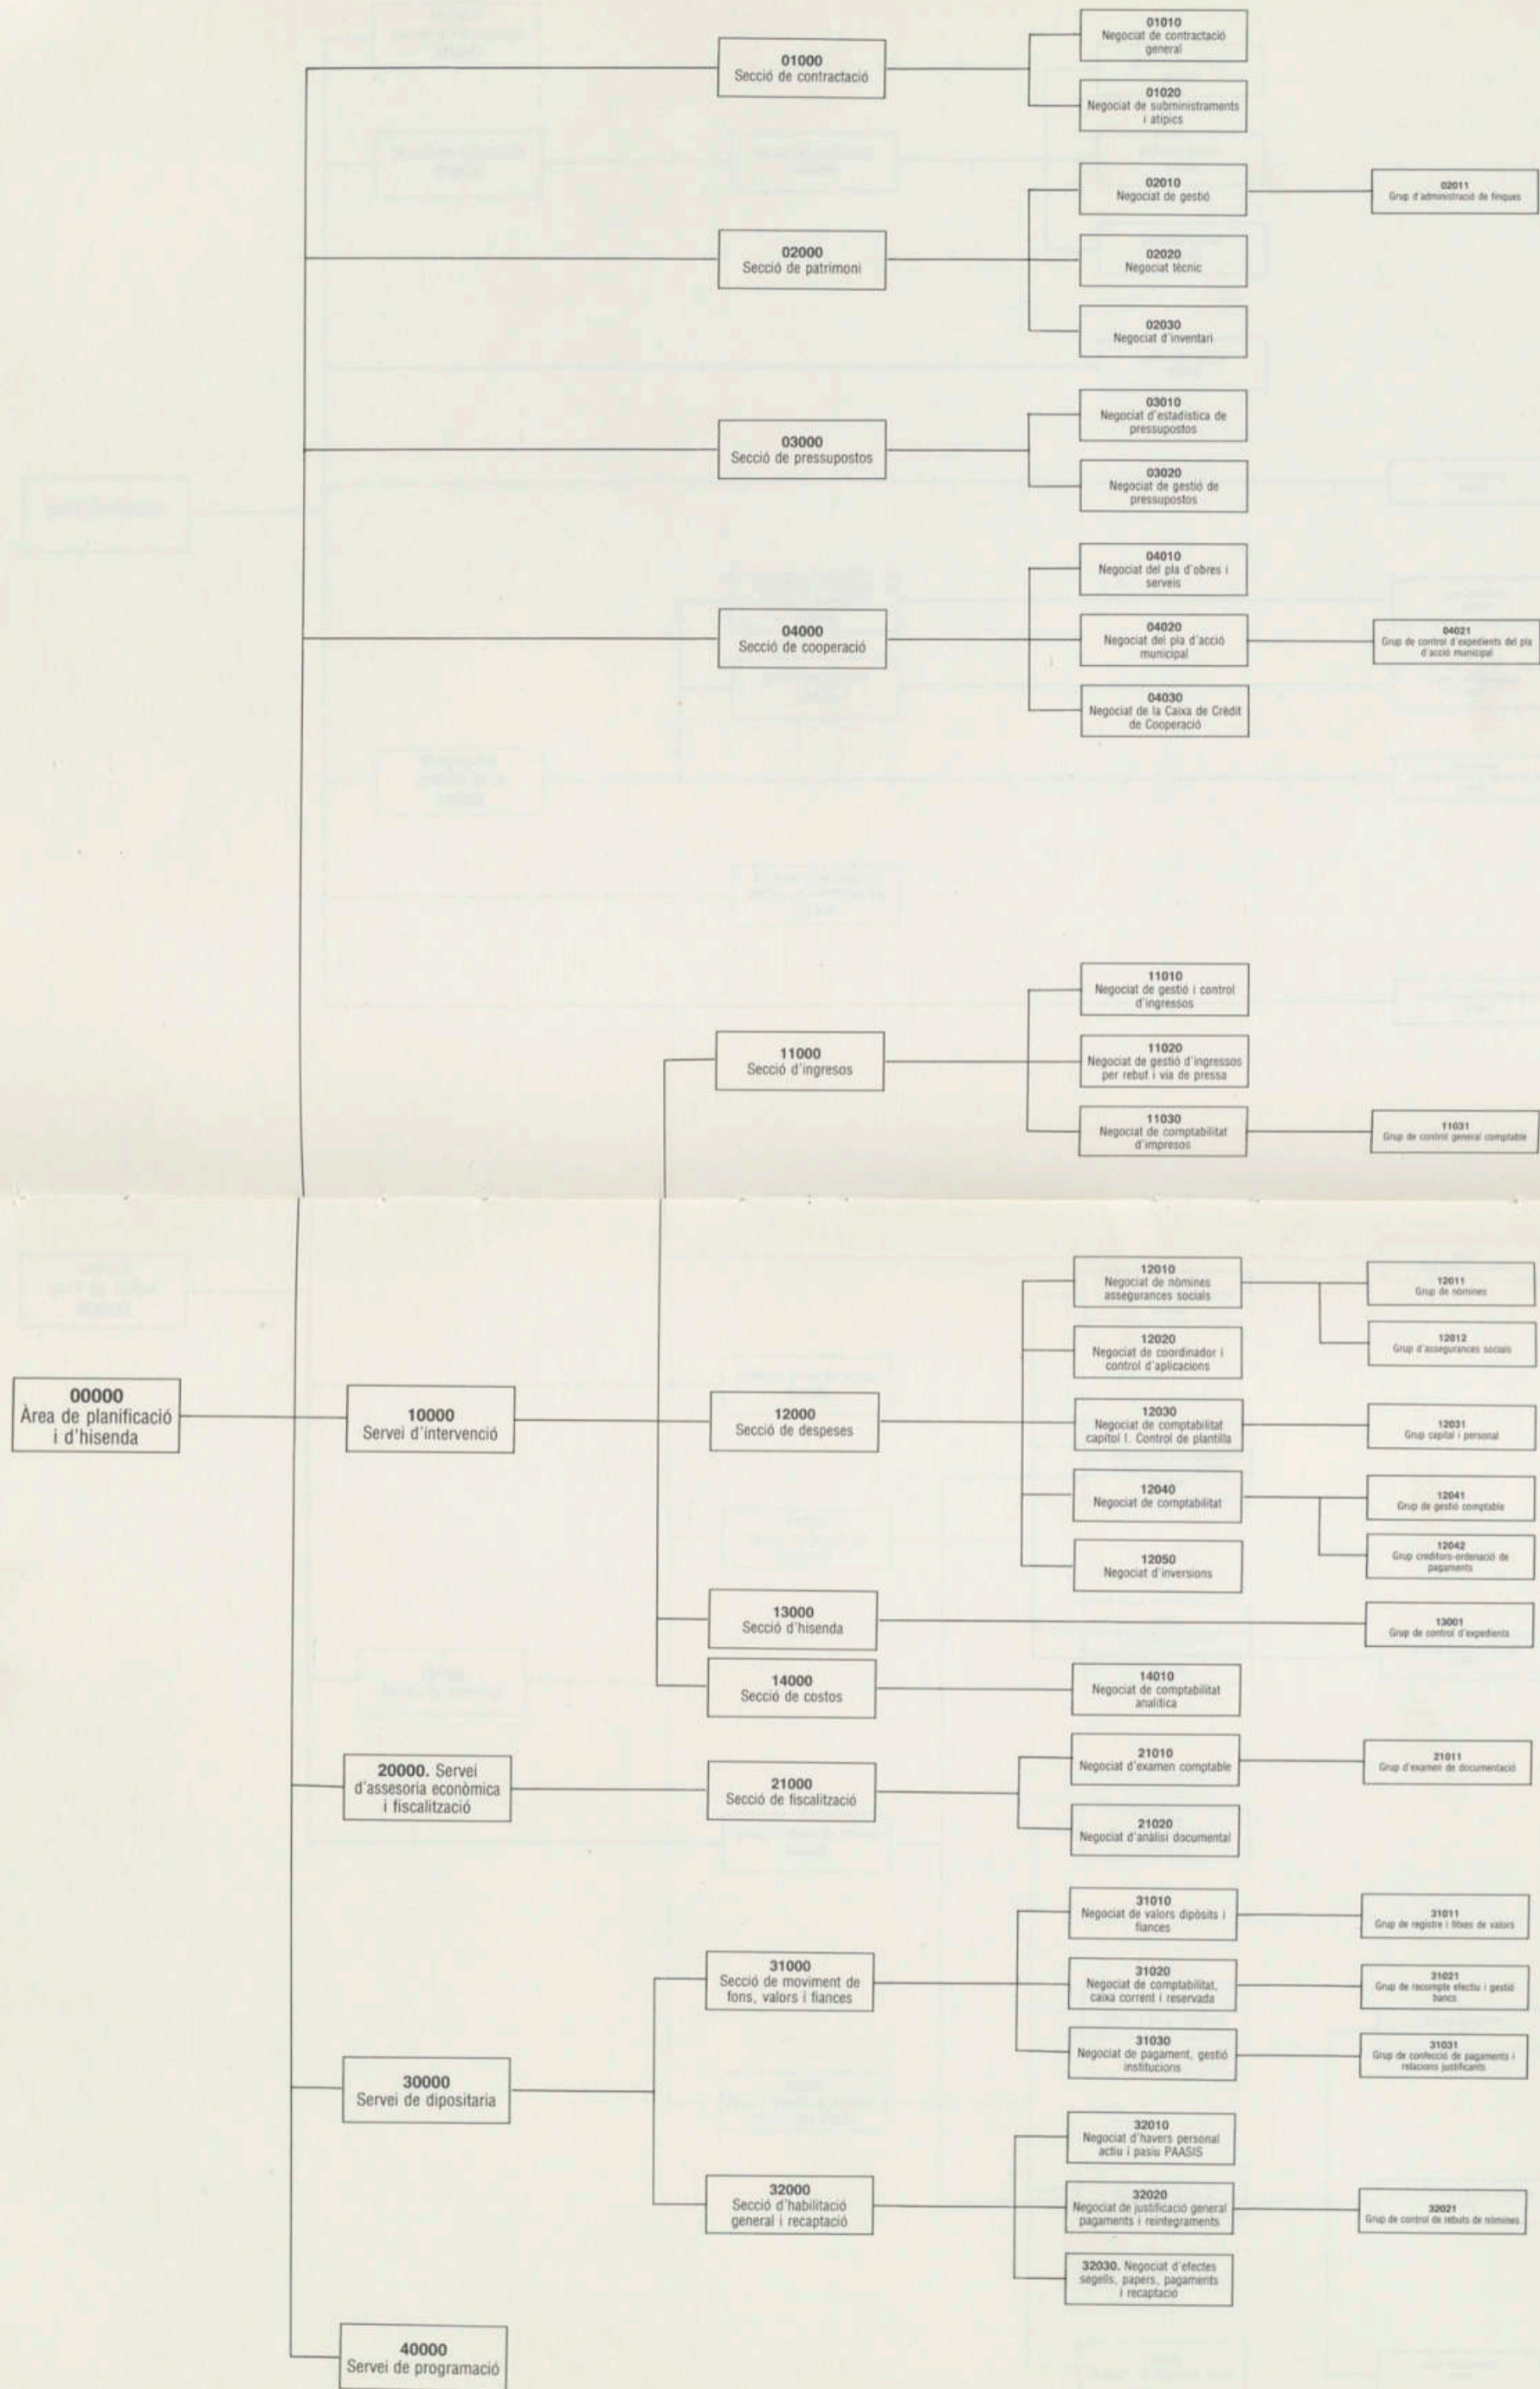 01000
Secció de contractació
01010
Negociat de contractació
general
01020
Negociat de subministraments
i atípics
02000
Secció de patrimoni
02010
Negociat de gestió
02011
Grup d'administració de finques
02020
Negociat tècnic
02030
Negociat d'inventari
03000
Secció de pressupostos
03010
Negociat d'estadística de
pressupostos
03020
Negociat de gestió de
pressupostos
04000
Secció de cooperació
04010
Negociat del pla d'obres i
serveis
04020
Negociat del pla d'acció
municipal
04021
Grup de control d'expedients del pla
d'acció municipal
04030
Negociat de la Caixa de Crèdit
de Cooperació
11000
Secció d'ingresos
11010
Negociat de gestió i control
d'ingressos
11020
Negociat de gestió d'ingressos
per rebut i via de pressa
11030
Negociat de comptabilitat
d'impresos
11031
Grup de control general comptable
00000
Àrea de planificació
i d'hisenda
10000
Servei d'intervenció
12000
Secció de despeses
12010
Negociat de nòmines
assegurances socials
12011
Grup de nòmines
12012
Grup d'assegurances socials
12020
Negociat de coordinador i
control d'aplicacions
12030
Negociat de comptabilitat
capítol I. Control de plantilla
12031
Grup capital i personal
12040
Negociat de comptabilitat
12041
Grup de gestió comptable
12042
Grup creditors-ordenació de
pagaments
12050
Negociat d'inversions
13000
Secció d'hisenda
13001
Grup de control d'expedients
14000
Secció de costos
14010
Negociat de comptabilitat
analítica
20000. Servei
d'assesoria econòmica
i fiscalització
21000
Secció de fiscalització
21010
Negociat d'examen comptable
21011
Grup d'examen de documentació
21020
Negociat d'anàlisi documental
30000
Servei de dipositaria
31000
Secció de moviment de
fons, valors i fiances
31010
Negociat de valors dipòsits i
fiances
31011
Grup de registre i fitxes de valors
31020
Negociat de comptabilitat,
caixa corrent i reservada
31021
Grup de recompte efectiu i gestió
bancs
31030
Negociat de pagament, gestió
institucions
31031
Grup de confecció de pagaments i
relacions justificants
32000
Secció d'habilitació
general i recaptació
32010
Negociat d'havers personal
actiu i pasiu PAASIS
32020
Negociat de justificació general
pagaments i reintegraments
32021
Grup de control de rebuts de nòmines
32030. Negociat d'efectes
segells, papers, pagaments
i recaptació
40000
Servei de programació